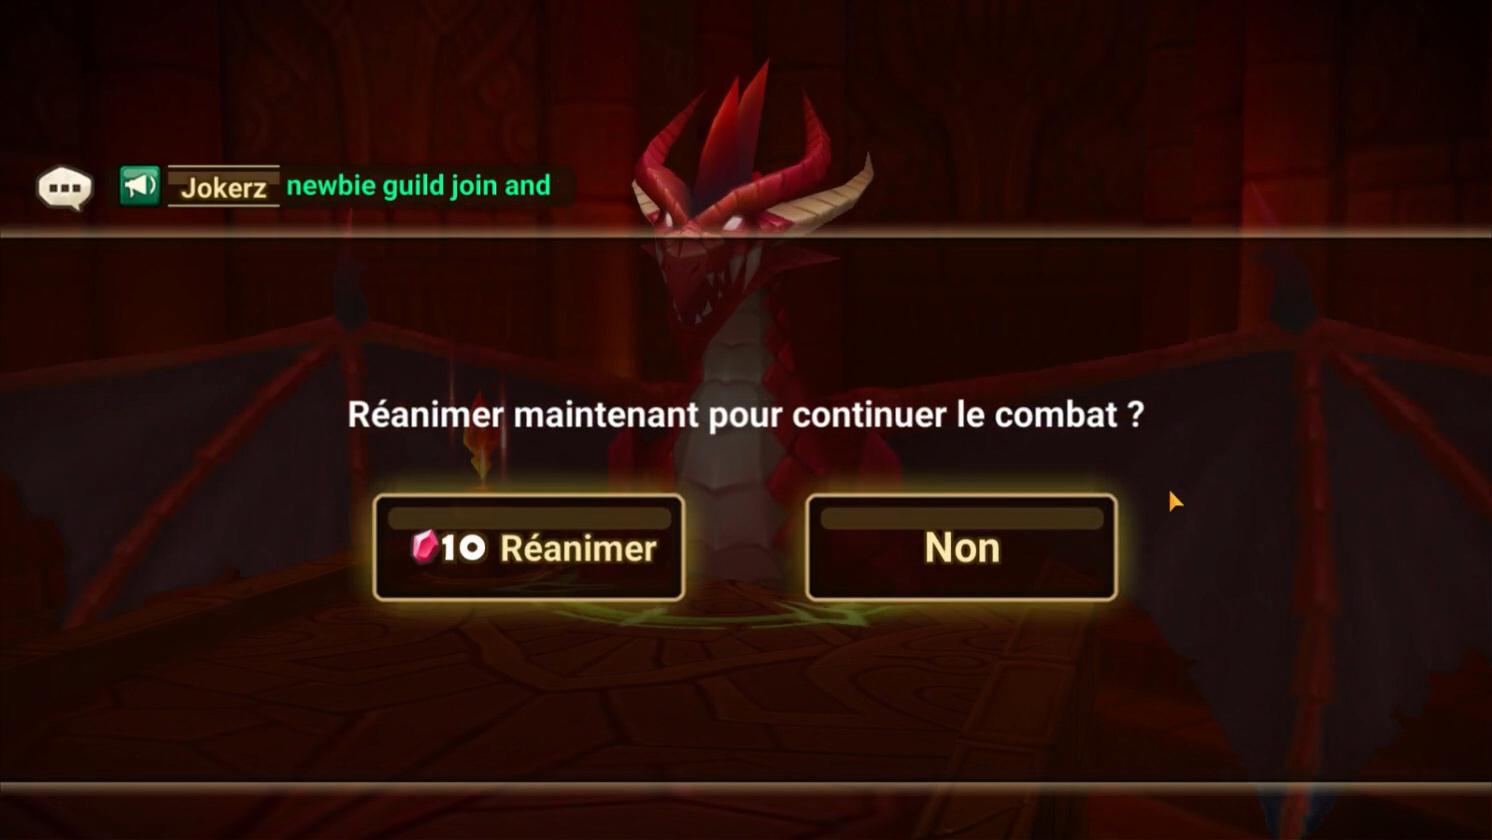 Jokerz newbie guild join and
Réanimer maintenant pour continuer le combat ?
10 Réanimer
Non